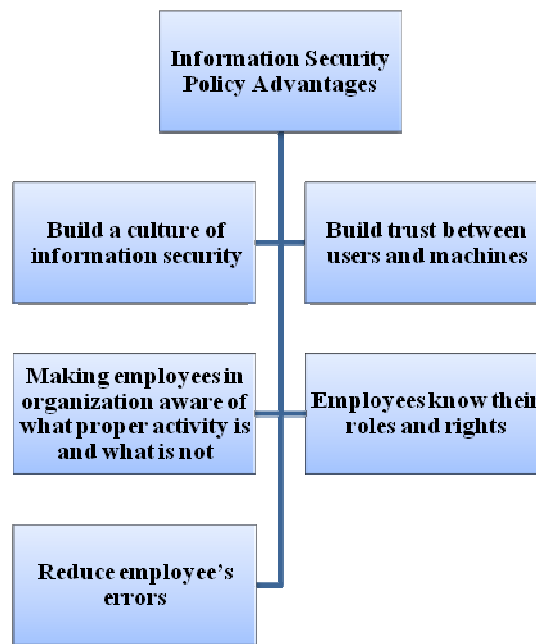 Information Security
Policy Advantages
Build a culture of
information security
Build trust between
users and machines
Making employees in
organization aware of
what proper activity is
and what is not
Employees know their
roles and rights
Reduce employee's
errors